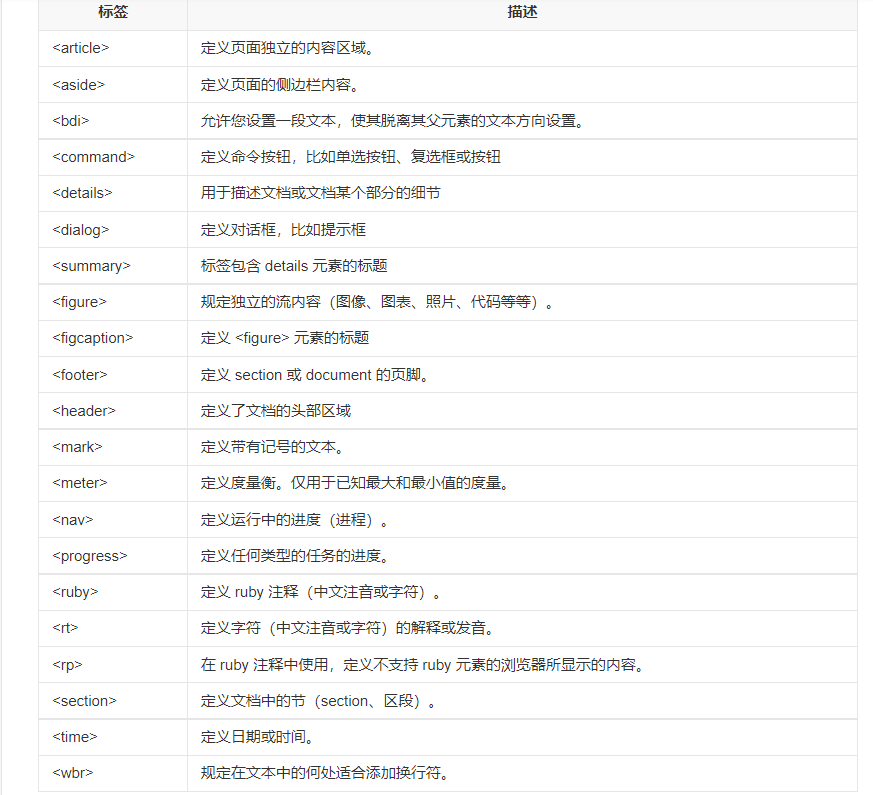 标签 描述
<article> 定义页面独立的内容区域。
<aside> 定义页面的侧边栏内容。
<bdi> 允许您设置一段文本，使其脱离其父元素的文本方向设置。
<command> 定义命令按钮，比如单选按钮、复选框或按钮
<details> 用于描述文档或文档某个部分的细节
<dialog> 定义对话框，比如提示框
<summary> 标签包含 details 元素的标题
<figure> 规定独立的流内容（图像、图表、照片、代码等等）。
<figcaption> 定义 <figure> 元素的标题
<footer> 定义 section 或 document 的页脚。
<header> 定义了文档的头部区域
<mark> 定义带有记号的文本。
<meter> 定义度量衡。仅用于已知最大和最小值的度量。
<nav> 定义运行中的进度（进程）。
<progress> 定义任何类型的任务的进度。
<ruby> 定义 ruby 注释（中文注音或字符）。
<rt> 定义字符（中文注音或字符）的解释或发音。
<rp> 在 ruby 注释中使用，定义不支持 ruby 元素的浏览器所显示的内容。
<section> 定义文档中的节（section、区段）。
<time> 定义日期或时间。
<wbr> 规定在文本中的何处适合添加换行符。